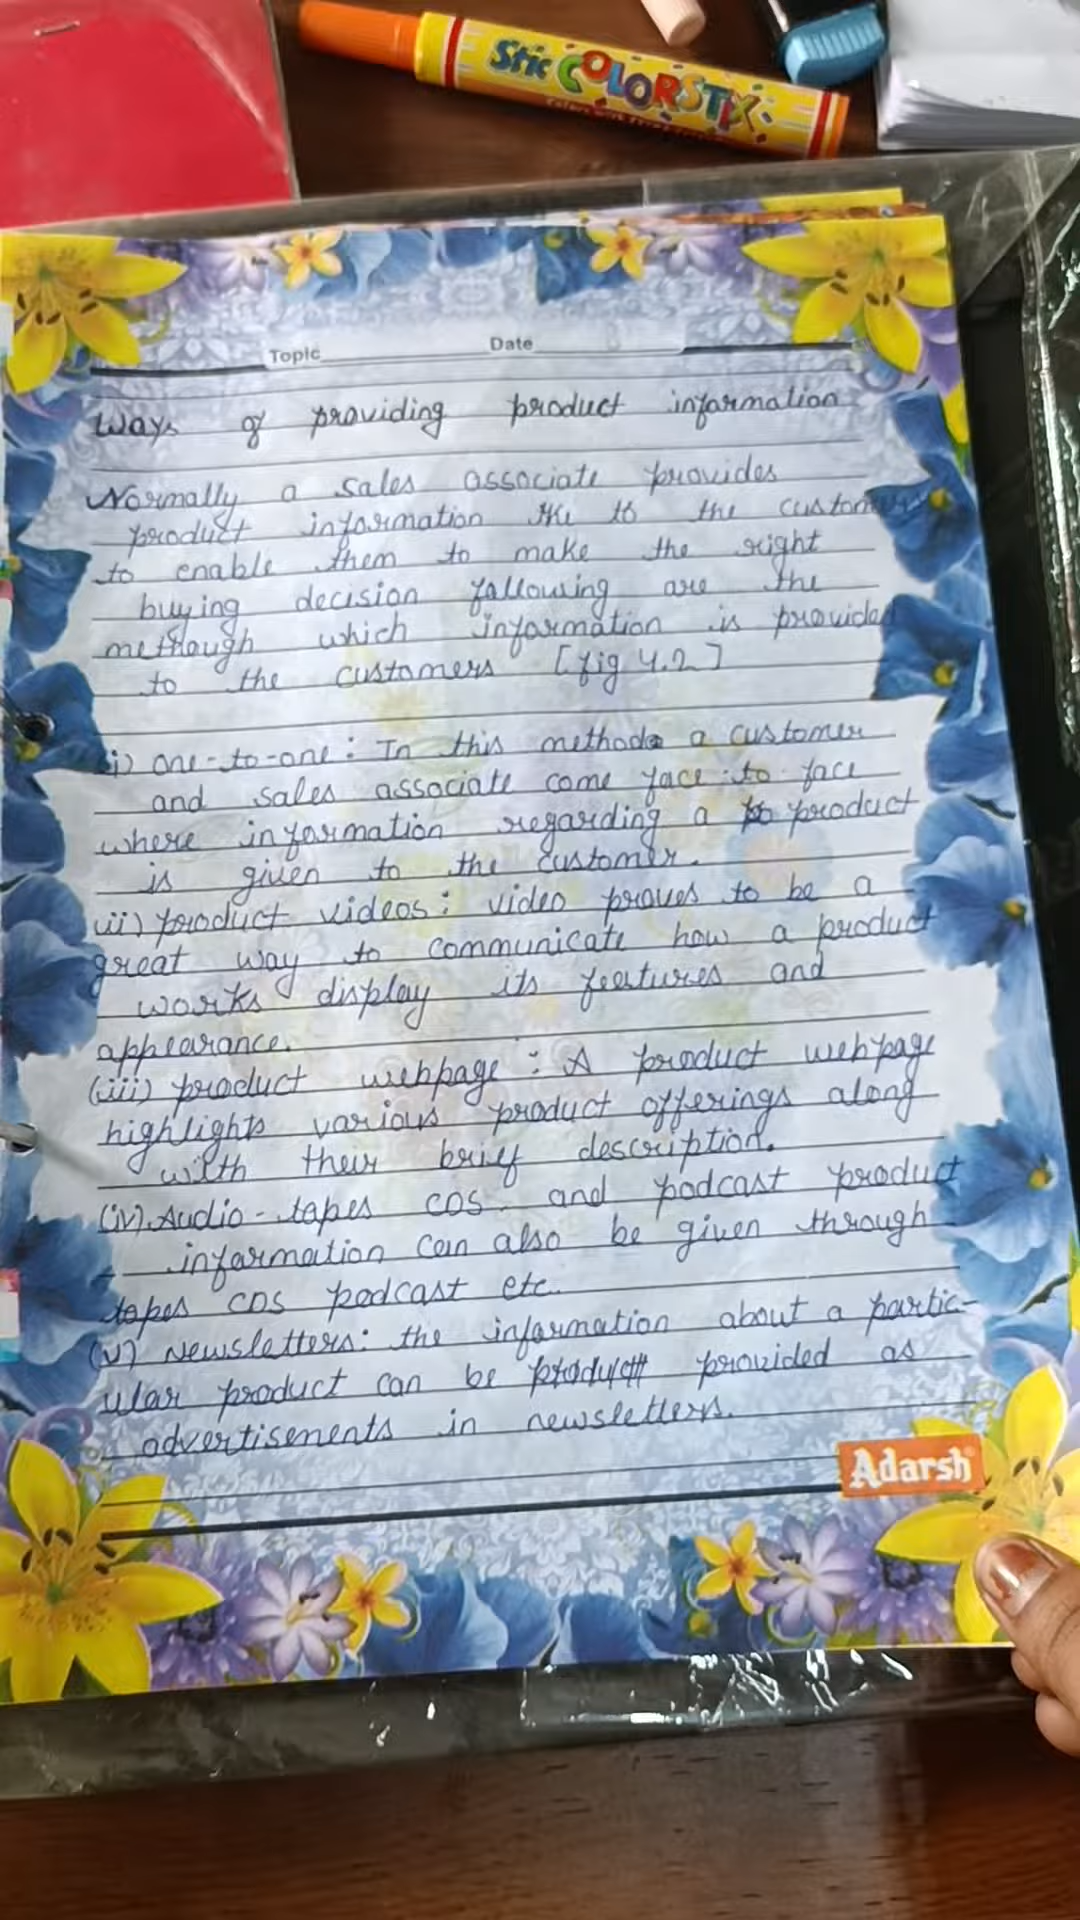 Stic COLORSTIX
Topic Date
Ways of providing product information
Normally a sales associate provides
product information the to the customers
to enable them to make the right
buying decision following are the
methough which information is provided
to the customers [fig 4.2]
i) one-to-one: In this method a customer
and sales associate come face to face
where information regarding a product
is given to the customer.
(ii) product videos: video proves to be a
great way to communicate how a product
works display its features and
appearance.
(iii) product webpage: A product webpage
highlights various product offerings along
with their brief description.
(iv) Audio-tapes CDS and podcast product
information can also be given through
tapes CDS podcast etc.
(v) Newsletters: the information about a partic-
ular product can be provided as
advertisements in newsletters.
Adarsh